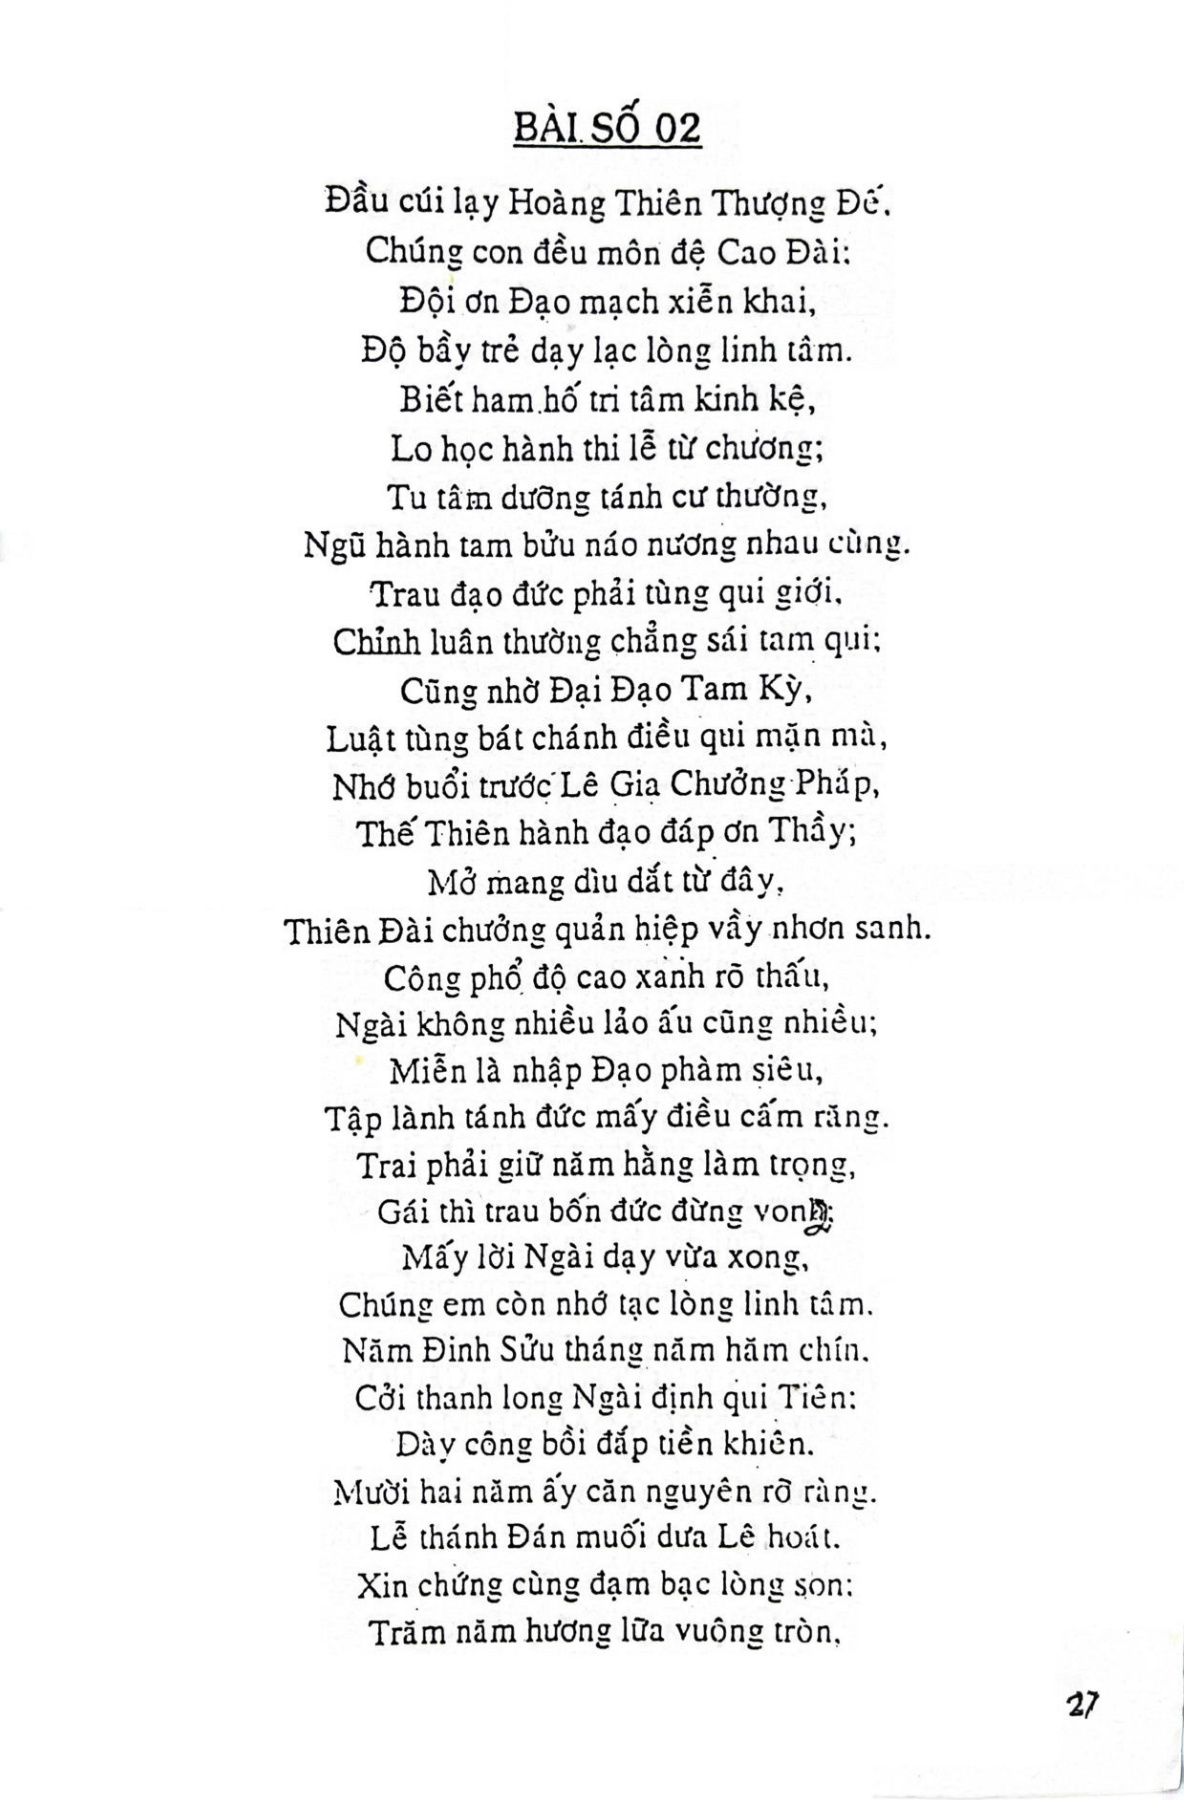 BÀI SỐ 02
Đầu cúi lạy Hoàng Thiên Thượng Đế.
Chúng con đều môn đệ Cao Đài;
Đội ơn Đạo mạch xiển khai,
Độ bầy trẻ dạy lạc lòng linh tâm.
Biết ham hố tri tâm kinh kệ,
Lo học hành thi lễ từ chương;
Tu tâm dưỡng tánh cư thường,
Ngũ hành tam bửu náo nương nhau cùng.
Trau đạo đức phải tùng qui giới,
Chỉnh luân thường chẳng sái tam qui;
Cũng nhờ Đại Đạo Tam Kỳ,
Luật tùng bát chánh điều qui mặn mà,
Nhớ buổi trước Lê Gia Chưởng Pháp,
Thế Thiên hành đạo đáp ơn Thầy;
Mở mang dìu dắt từ đây,
Thiên Đài chưởng quản hiệp vầy nhơn sanh.
Công phổ độ cao xanh rõ thấu,
Ngài không nhiều lảo ấu cũng nhiều;
Miễn là nhập Đạo phàm siêu,
Tập lành tánh đức mấy điều cấm răng.
Trai phải giữ năm hằng làm trọng,
Gái thì trau bốn đức đừng vong;
Mấy lời Ngài dạy vừa xong,
Chúng em còn nhớ tạc lòng linh tâm.
Năm Đinh Sửu tháng năm hăm chín.
Cởi thanh long Ngài định qui Tiên:
Dày công bồi đắp tiền khiên.
Mười hai năm ấy căn nguyên rõ ràng.
Lễ thánh Đán muối dưa Lê hoát.
Xin chứng cùng đạm bạc lòng son:
Trăm năm hương lữa vuông tròn,
27